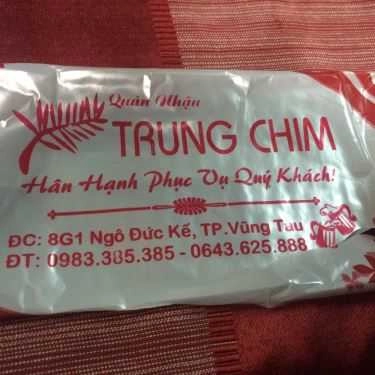 Quán Nhậu
TRUNG CHIM
Hân Hạnh Phục Vụ Quý Khách!
ĐC: 8G1 Ngô Đức Kế, TP.Vũng Tàu
ĐT: 0983.385.385 - 0643.625.888